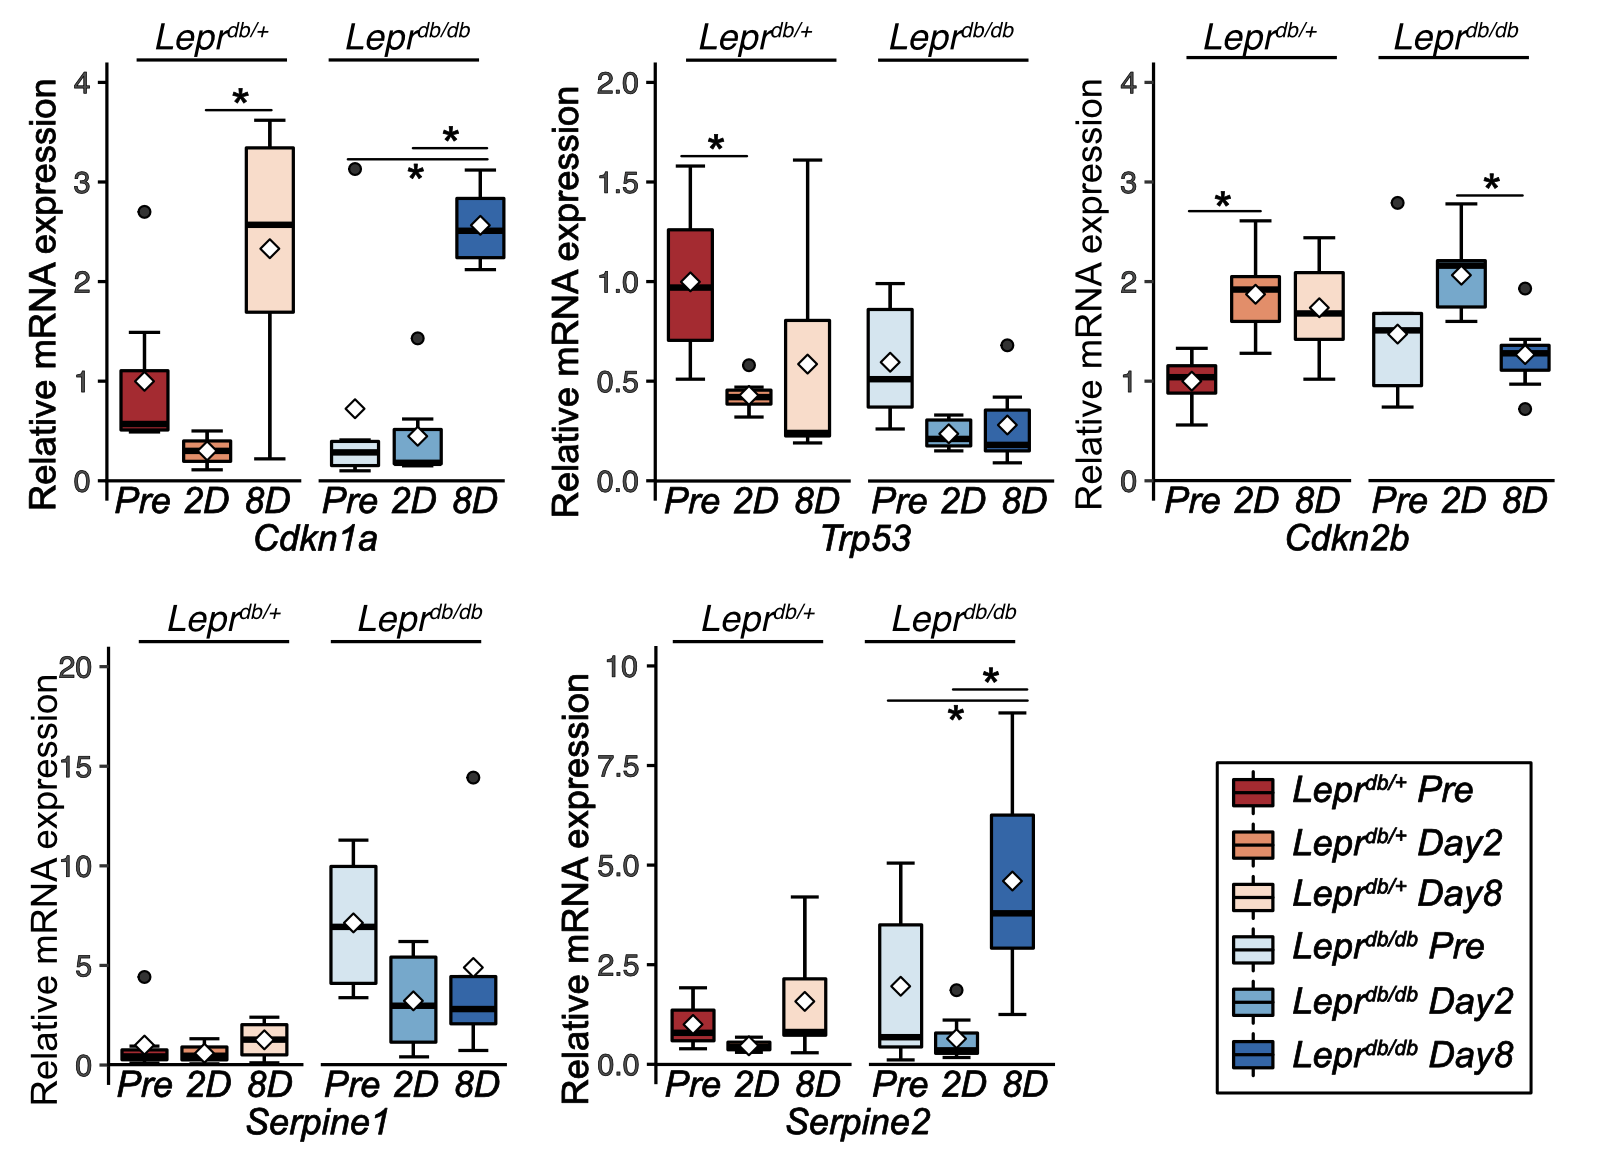 Lepr^db/+ Lepr^db/db
Relative mRNA expression
4
3
2
1
0
*
*
*
Pre 2D 8D Pre 2D 8D
Cdkn1a
Lepr^db/+ Lepr^db/db
Relative mRNA expression
2.0
1.5
1.0
0.5
0.0
*
Pre 2D 8D Pre 2D 8D
Trp53
Lepr^db/+ Lepr^db/db
Relative mRNA expression
4
3
2
1
0
*
*
Pre 2D 8D Pre 2D 8D
Cdkn2b
Lepr^db/+ Lepr^db/db
Relative mRNA expression
20
15
10
5
0
Pre 2D 8D Pre 2D 8D
Serpine1
Lepr^db/+ Lepr^db/db
Relative mRNA expression
10
7.5
5.0
2.5
0.0
*
*
Pre 2D 8D Pre 2D 8D
Serpine2
Lepr^db/+ Pre
Lepr^db/+ Day2
Lepr^db/+ Day8
Lepr^db/db Pre
Lepr^db/db Day2
Lepr^db/db Day8